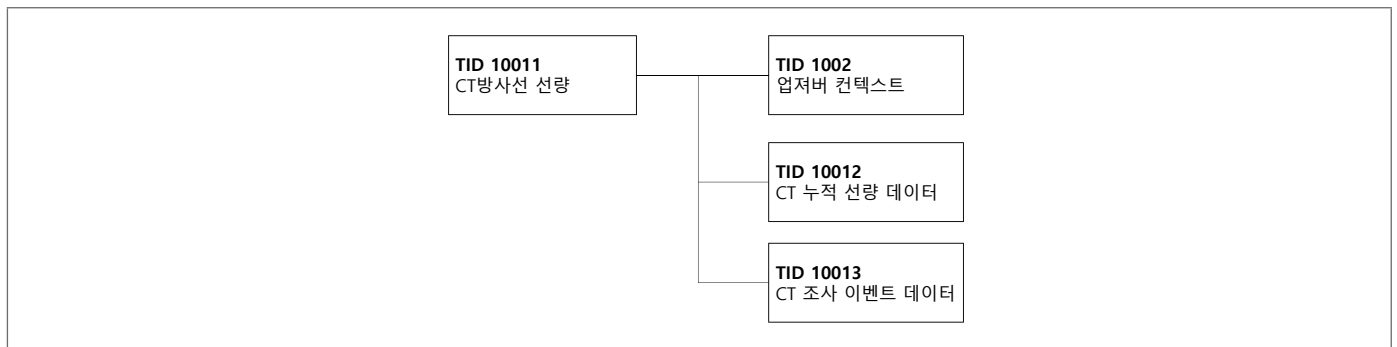 TID 10011
CT방사선 선량
TID 1002
업져버 컨텍스트
TID 10012
CT 누적 선량 데이터
TID 10013
CT 조사 이벤트 데이터